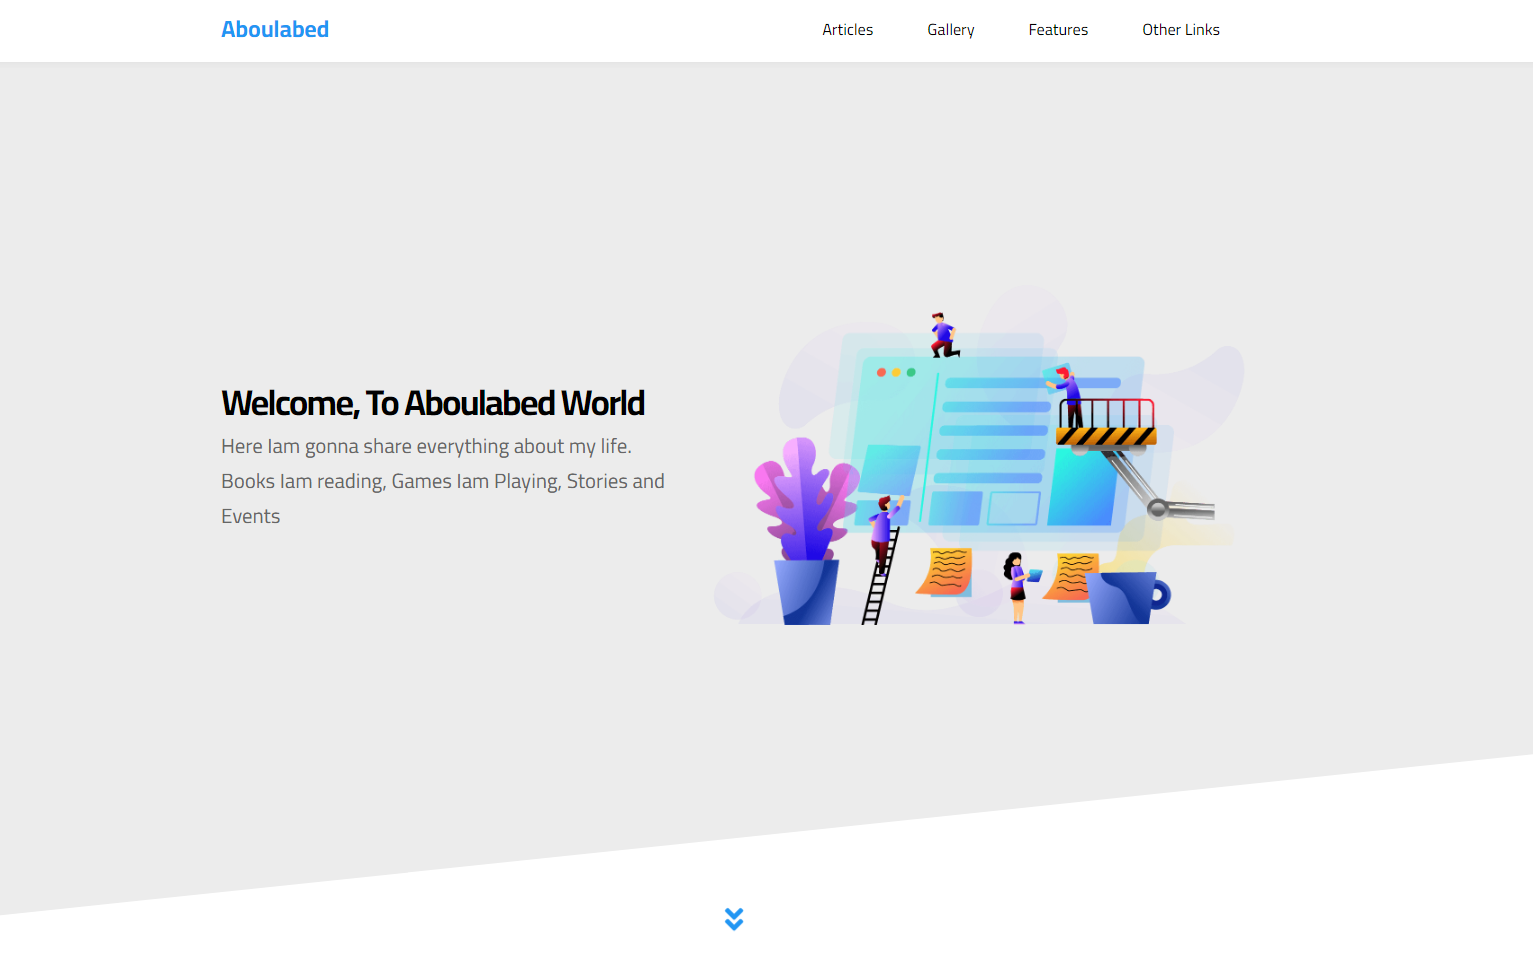 Aboulabed
Articles
Gallery
Features
Other Links
Welcome, To Aboulabed World
Here Iam gonna share everything about my life.
Books Iam reading, Games Iam Playing, Stories and
Events